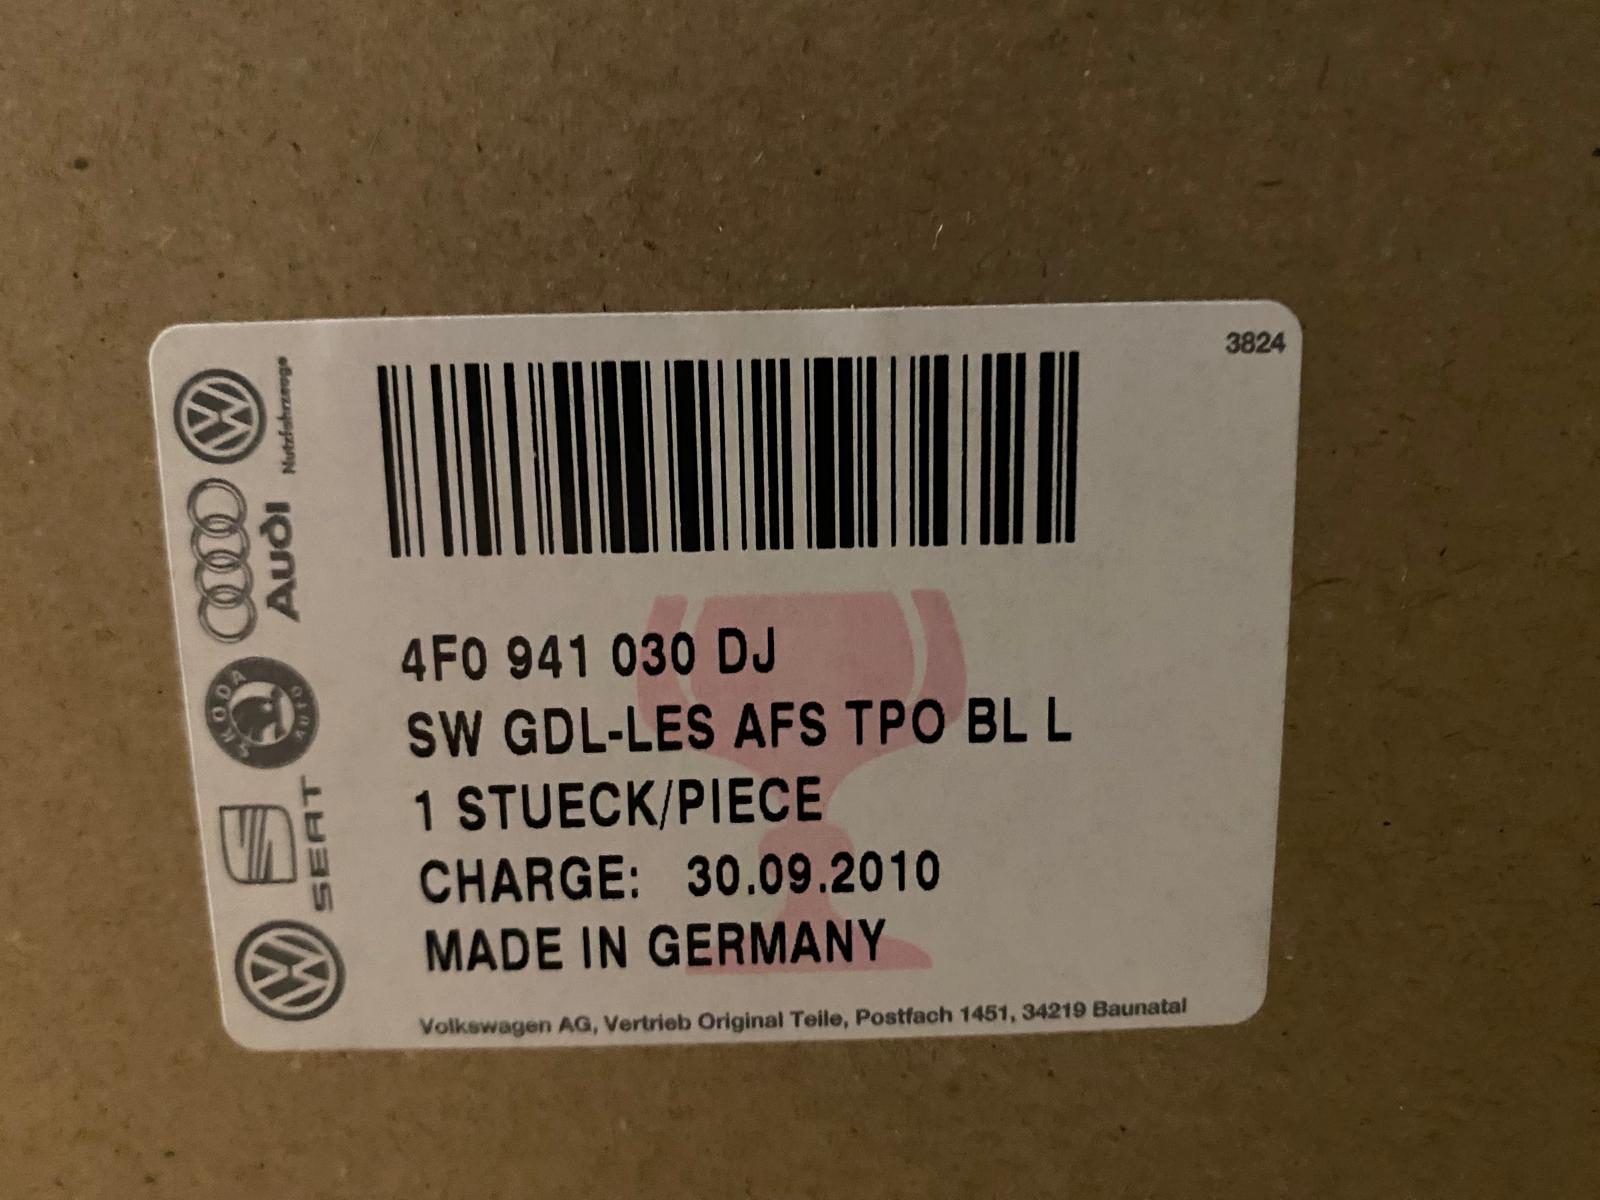 3824
Nutzfahrzeuge
Audi
ŠKODA AUTO
SEAT
4F0 941 030 DJ
SW GDL-LES AFS TPO BL L
1 STUECK/PIECE
CHARGE: 30.09.2010
MADE IN GERMANY
Volkswagen AG, Vertrieb Original Teile, Postfach 1451, 34219 Baunatal